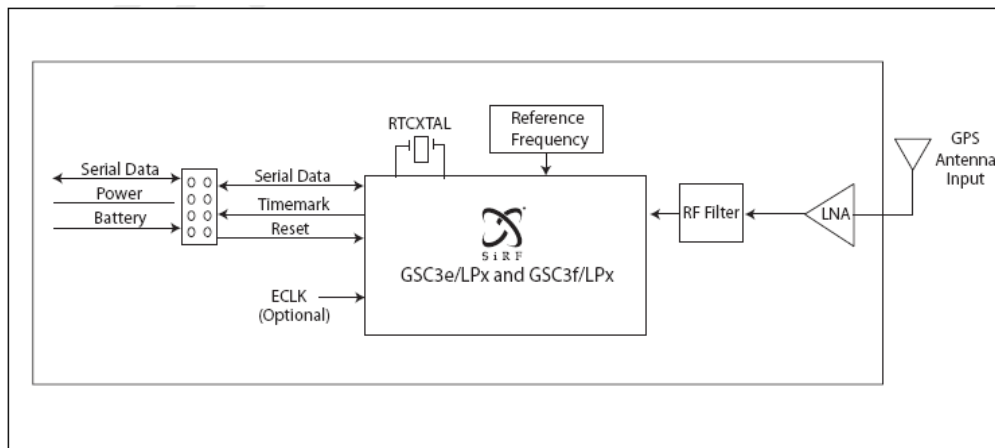 Reference
Frequency
RTCXTAL
GPS
Antenna
Input
Serial Data
Power
Battery
Serial Data
Timemark
Reset
RF Filter
LNA
SiRF
GSC3e/LPx and GSC3f/LPx
ECLK
(Optional)